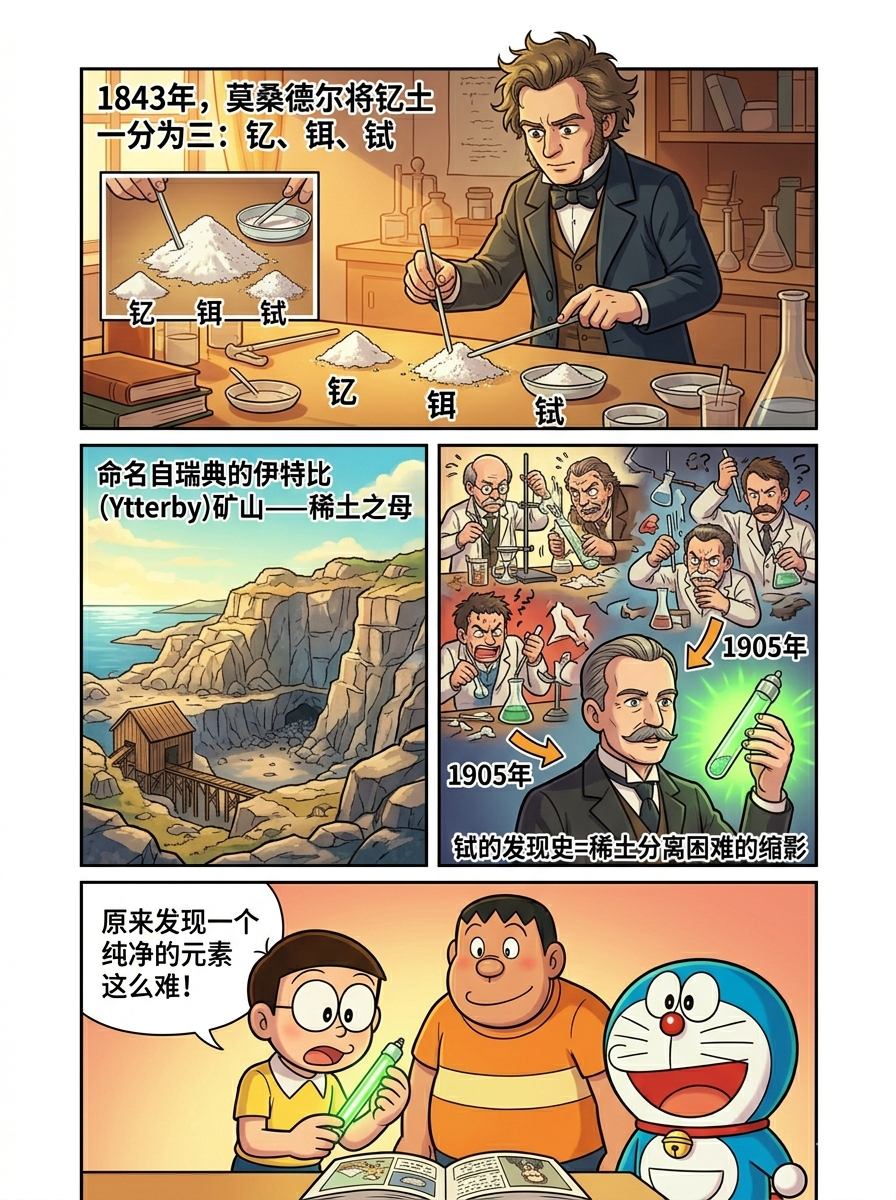 1843年，莫桑德尔将钇土
一分为三：钇、铒、铽
钇 铒 铽
钇
铒
铽
命名自瑞典的伊特比
(Ytterby)矿山——稀土之母
1905年
1905年
铽的发现史=稀土分离困难的缩影
原来发现一个
纯净的元素
这么难！